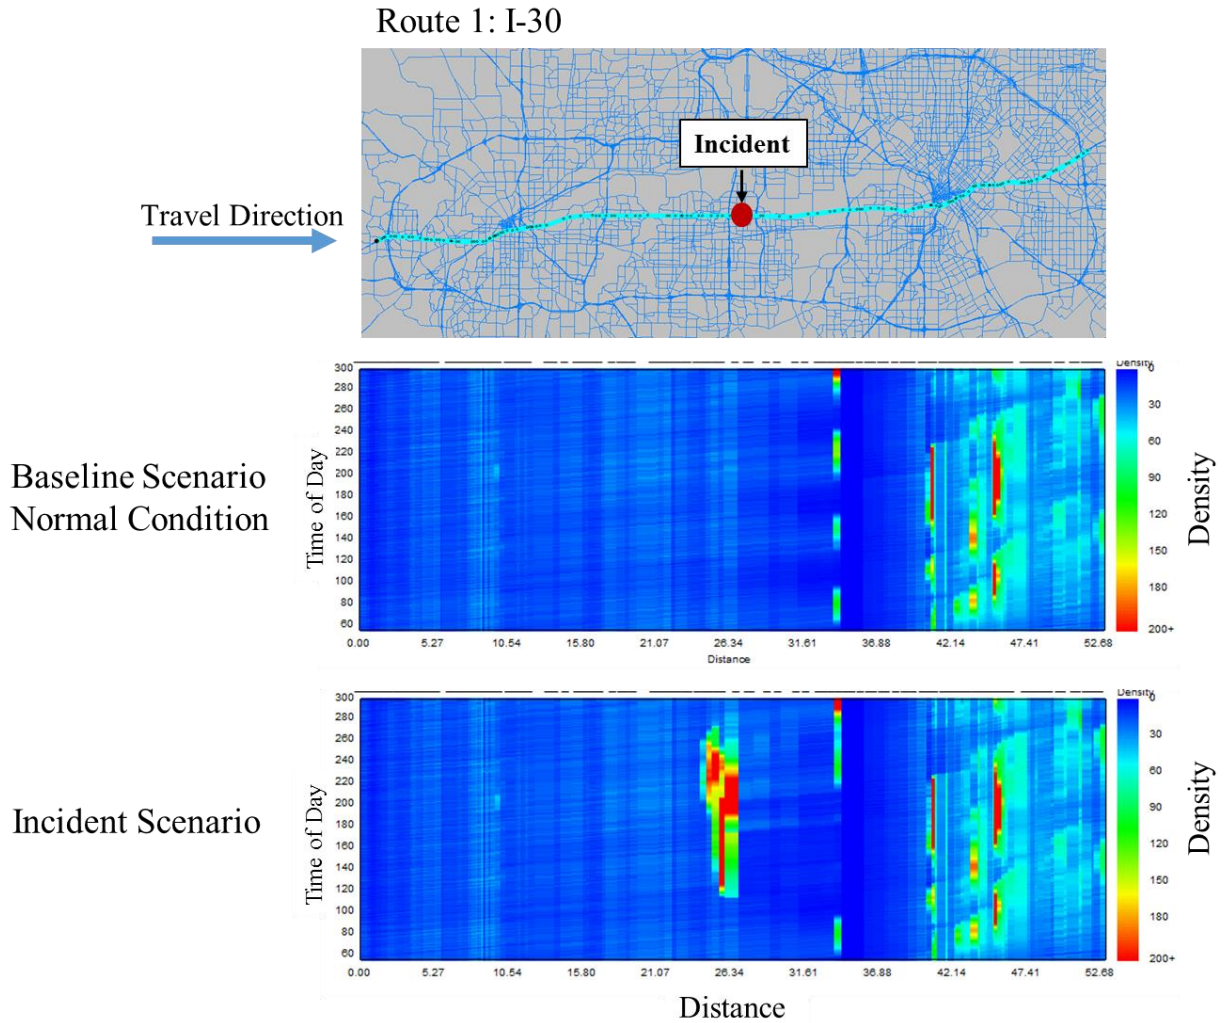 Route 1: I-30
Incident
Travel Direction
Density
0
30
60
90
120
150
180
200+
Density
300
280
260
240
220
200
180
160
140
120
100
80
60
Time of Day
Baseline Scenario
Normal Condition
0.00 5.27 10.54 15.80 21.07 26.34 31.61 36.88 42.14 47.41 52.68
Distance
Density
0
30
60
90
120
150
180
200+
Density
300
280
260
240
220
200
180
160
140
120
100
80
60
Time of Day
Incident Scenario
0.00 5.27 10.54 15.80 21.07 26.34 31.61 36.88 42.14 47.41 52.68
Distance